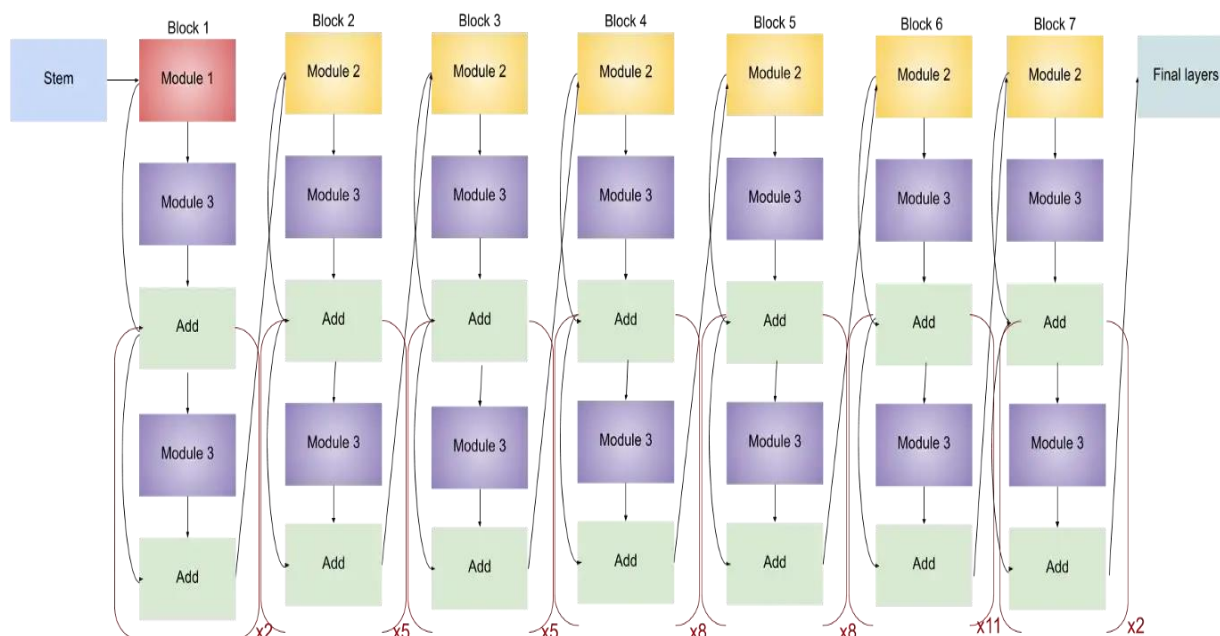 Block 1
Block 2
Block 3
Block 4
Block 5
Block 6
Block 7
Stem
Module 1
Module 2
Module 2
Module 2
Module 2
Module 2
Module 2
Final layers
Module 3
Module 3
Module 3
Module 3
Module 3
Module 3
Module 3
Add
Add
Add
Add
Add
Add
Add
Module 3
Module 3
Module 3
Module 3
Module 3
Module 3
Module 3
Add
Add
Add
Add
Add
Add
Add
x2
x5
x5
x8
x8
x11
x2